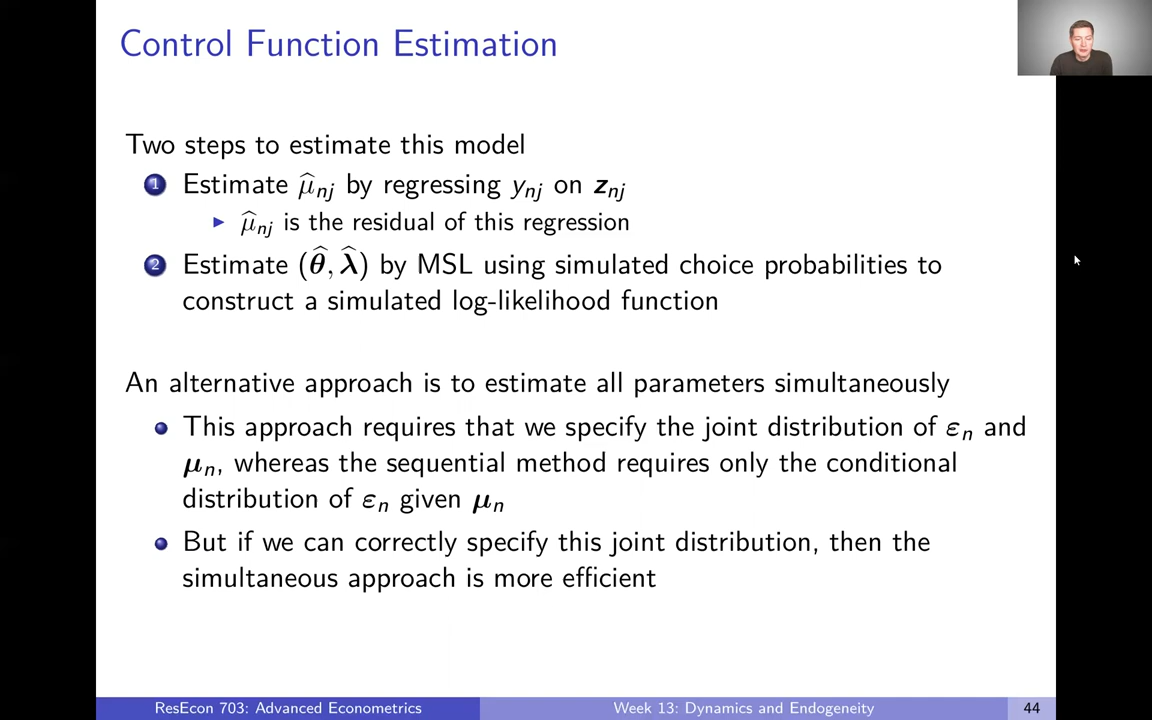 Control Function Estimation
Two steps to estimate this model
1 Estimate μ̂ₙⱼ by regressing yₙⱼ on zₙⱼ
▶ μ̂ₙⱼ is the residual of this regression
2 Estimate (θ̂, λ̂) by MSL using simulated choice probabilities to
construct a simulated log-likelihood function
An alternative approach is to estimate all parameters simultaneously
• This approach requires that we specify the joint distribution of εₙ and
μₙ, whereas the sequential method requires only the conditional
distribution of εₙ given μₙ
• But if we can correctly specify this joint distribution, then the
simultaneous approach is more efficient
ResEcon 703: Advanced Econometrics Week 13: Dynamics and Endogeneity 44